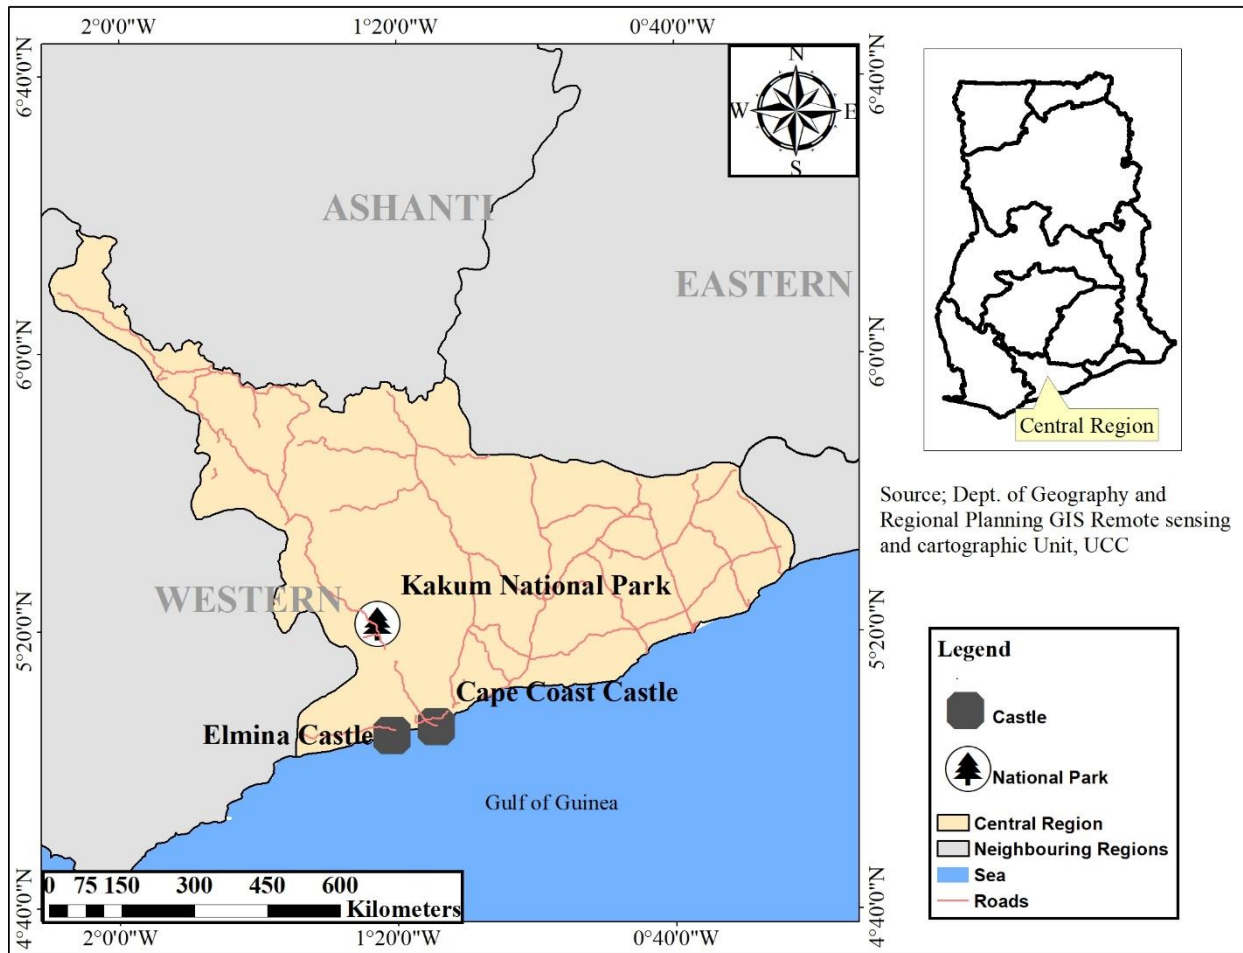 2°0'0"W
1°20'0"W
0°40'0"W
6°40'0"N
6°40'0"N
N
W
E
S
ASHANTI
EASTERN
6°0'0"N
6°0'0"N
Central Region
Source; Dept. of Geography and
Regional Planning GIS Remote sensing
and cartographic Unit, UCC
Kakum National Park
WESTERN
5°20'0"N
5°20'0"N
Cape Coast Castle
Elmina Castle
Gulf of Guinea
Legend
Castle
National Park
Central Region
Neighbouring Regions
Sea
Roads
0 75 150 300 450 600
Kilometers
4°40'0"N
4°40'0"N
2°0'0"W
1°20'0"W
0°40'0"W